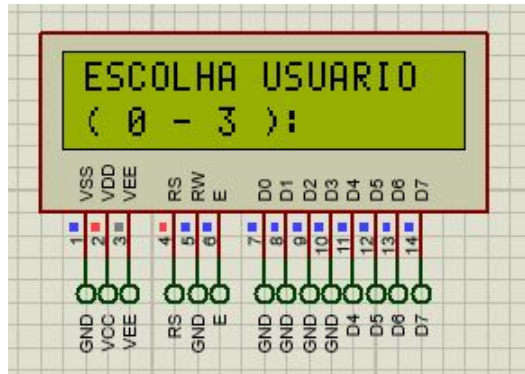 ESCOLHA USUARIO
( 0 - 3 ):
VSS VDD VEE RS RW E D0 D1 D2 D3 D4 D5 D6 D7
1 2 3 4 5 6 7 8 9 10 11 12 13 14
GND VCC VEE RS GND E GND GND GND GND D4 D5 D6 D7